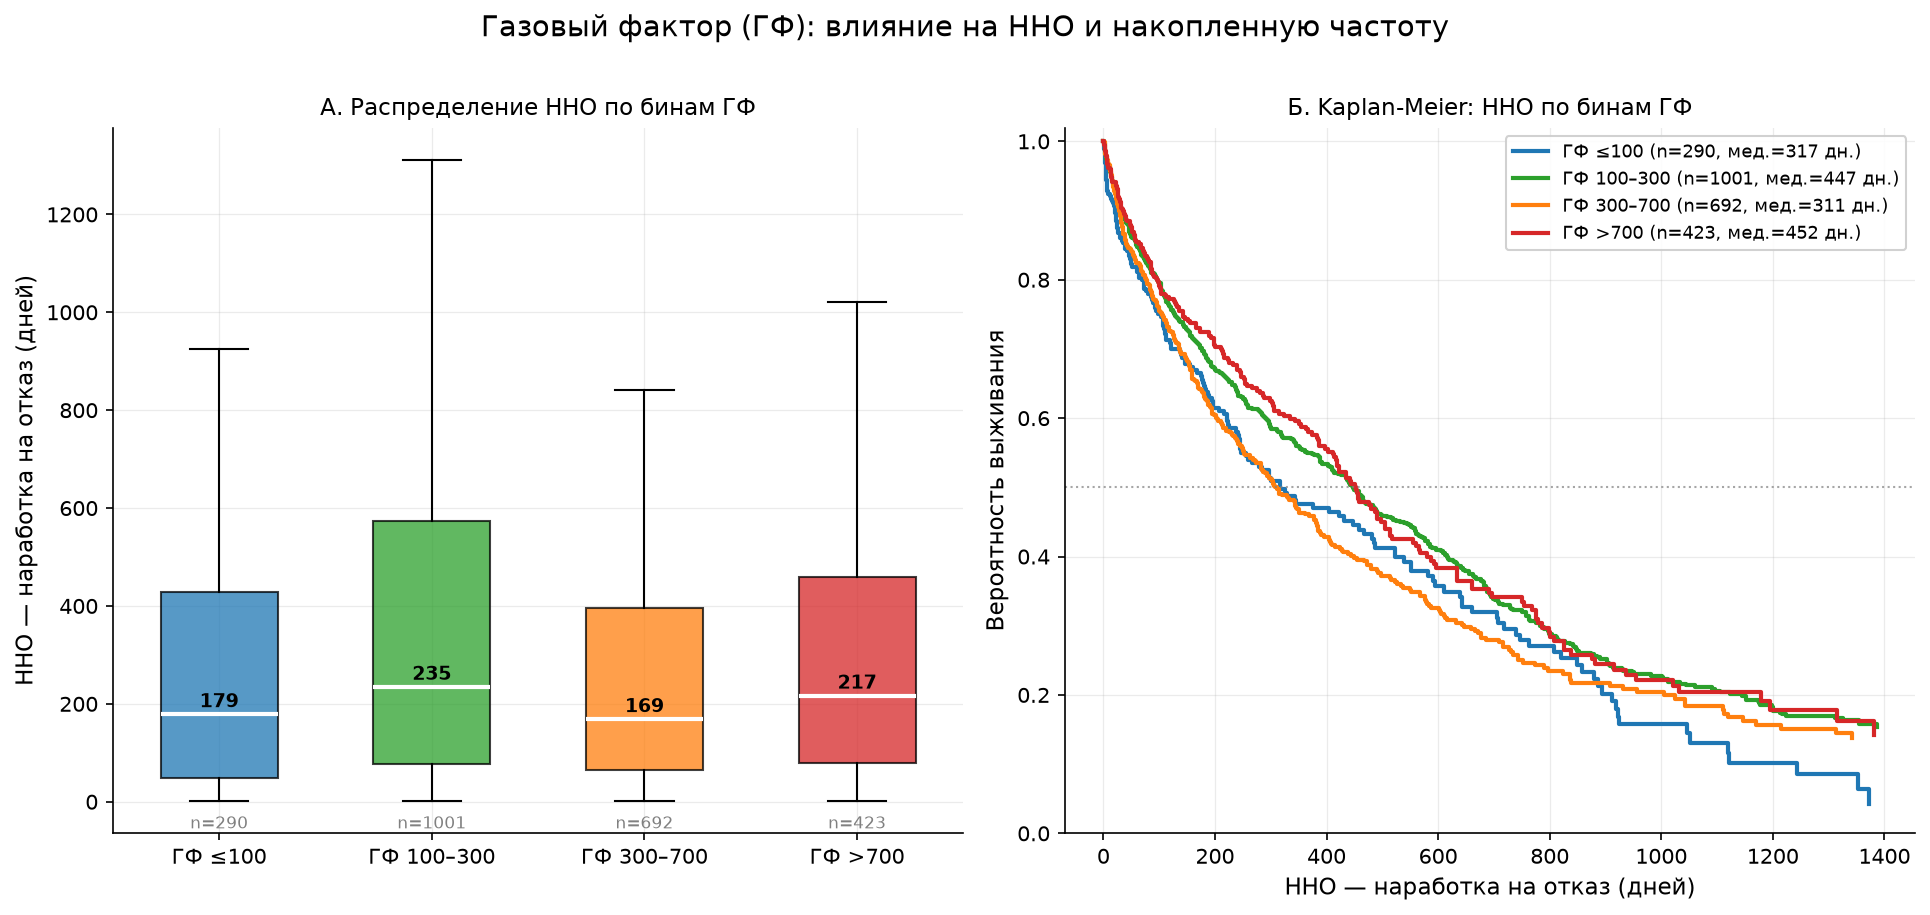 Газовый фактор (ГФ): влияние на ННО и накопленную частоту
А. Распределение ННО по бинам ГФ
ННО — наработка на отказ (дней)
1200
1000
800
600
400
200
0
179
235
169
217
n=290
n=1001
n=692
n=423
ГФ ≤100
ГФ 100–300
ГФ 300–700
ГФ >700
Б. Kaplan-Meier: ННО по бинам ГФ
Вероятность выживания
1.0
0.8
0.6
0.4
0.2
0.0
ГФ ≤100 (n=290, мед.=317 дн.)
ГФ 100–300 (n=1001, мед.=447 дн.)
ГФ 300–700 (n=692, мед.=311 дн.)
ГФ >700 (n=423, мед.=452 дн.)
0
200
400
600
800
1000
1200
1400
ННО — наработка на отказ (дней)